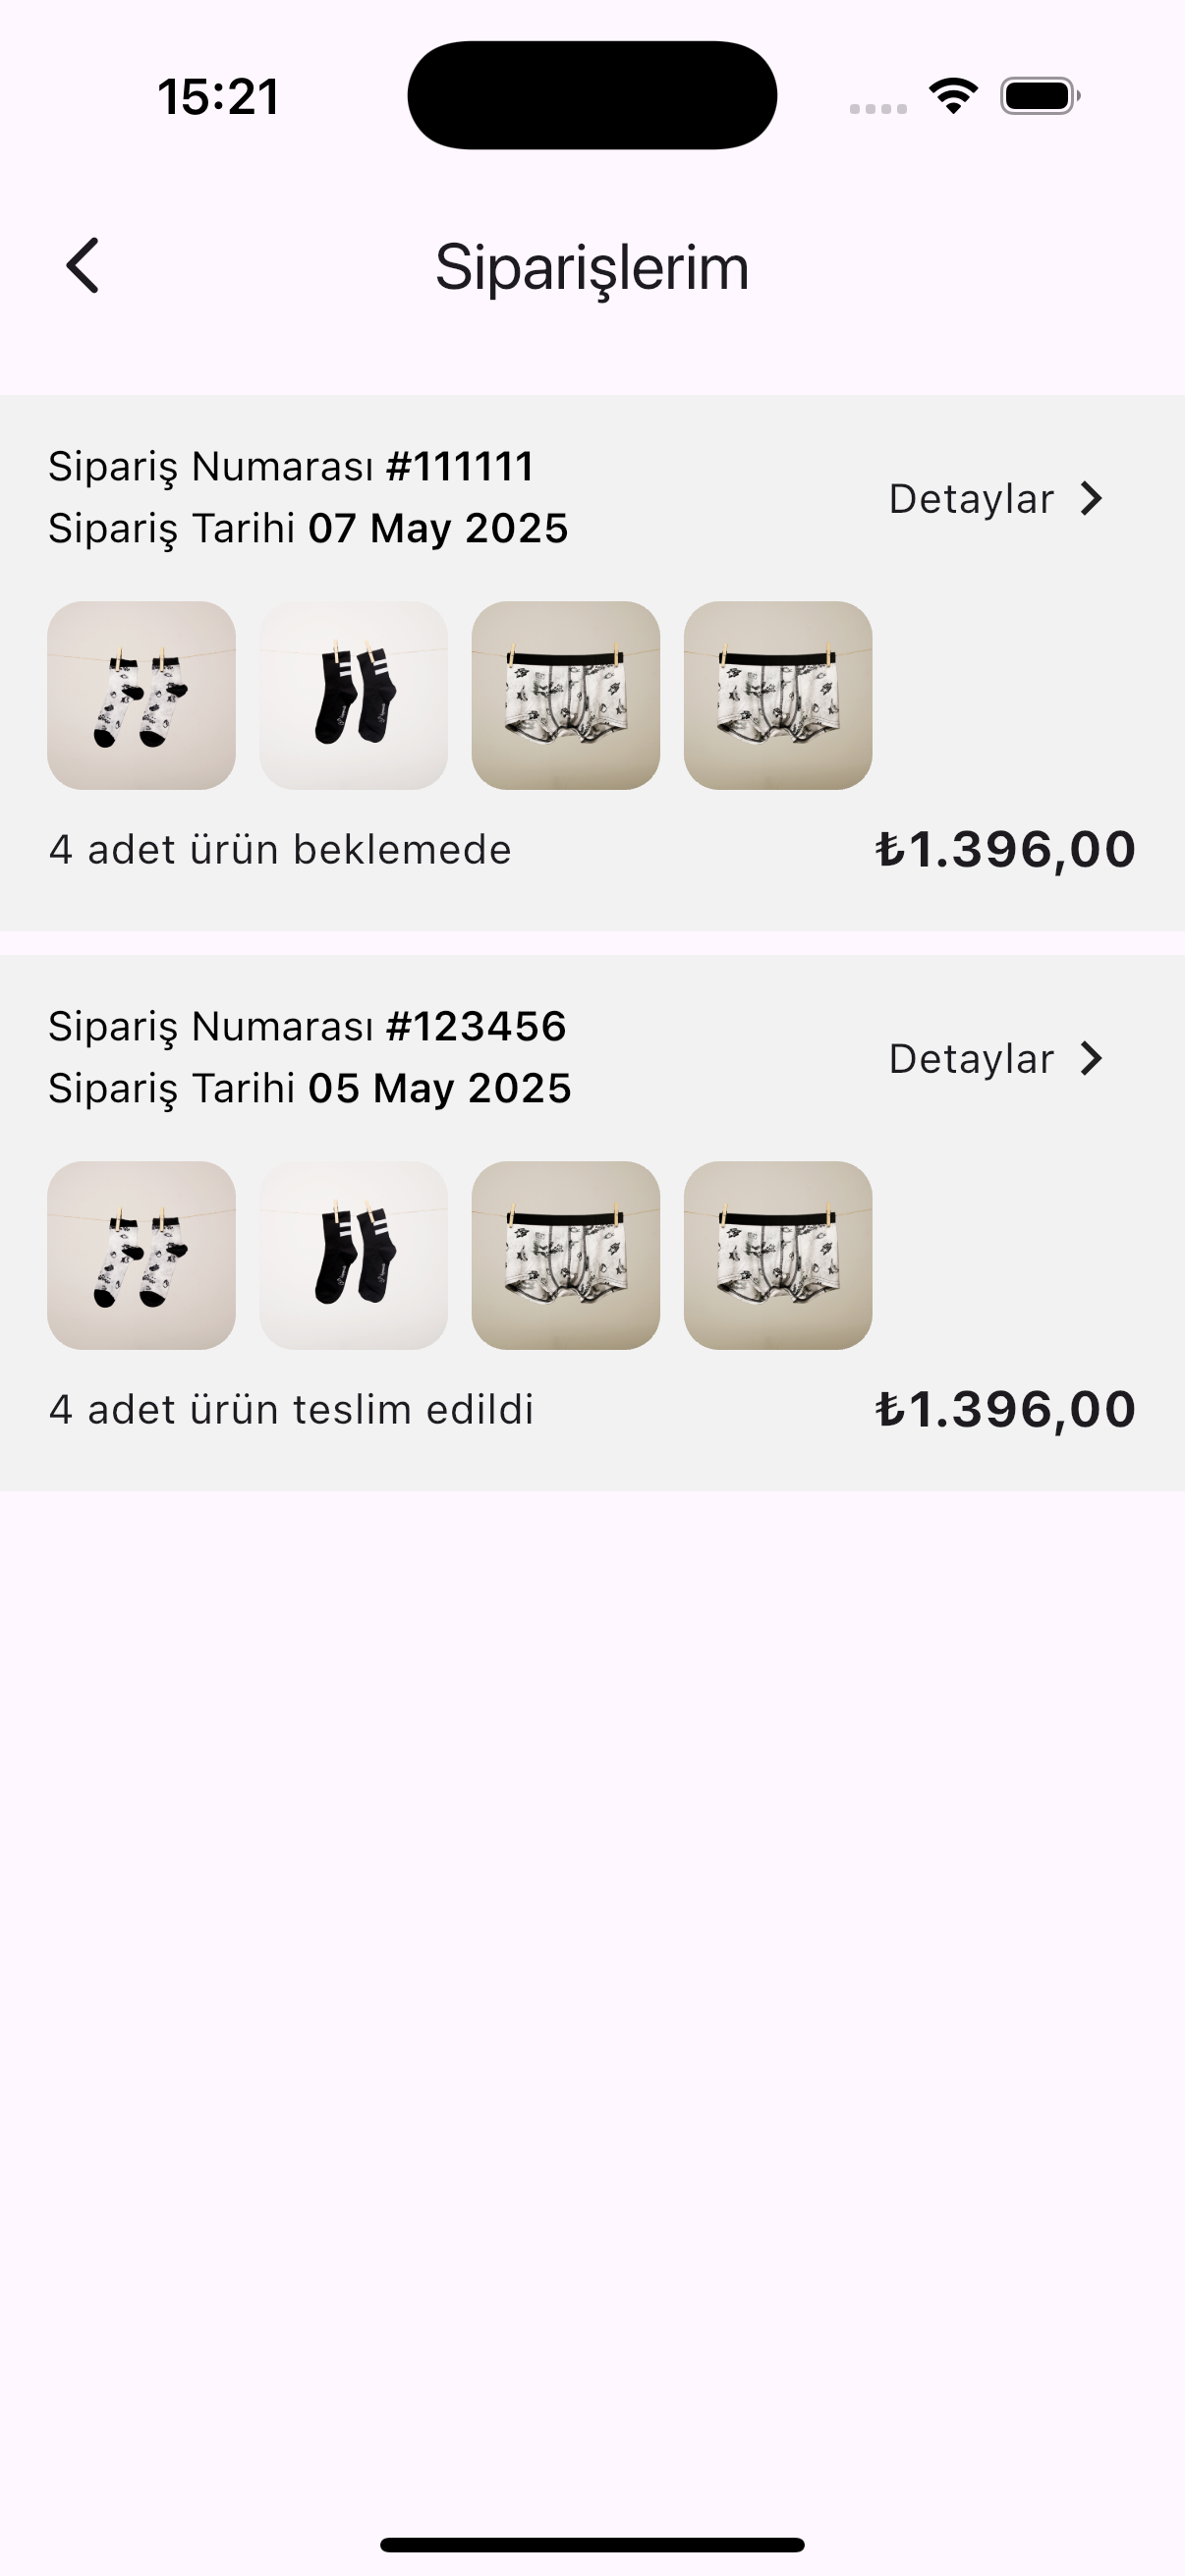 15:21
Siparişlerim
Sipariş Numarası #111111
Sipariş Tarihi 07 May 2025
Detaylar
4 adet ürün beklemede
₺1.396,00
Sipariş Numarası #123456
Sipariş Tarihi 05 May 2025
Detaylar
4 adet ürün teslim edildi
₺1.396,00